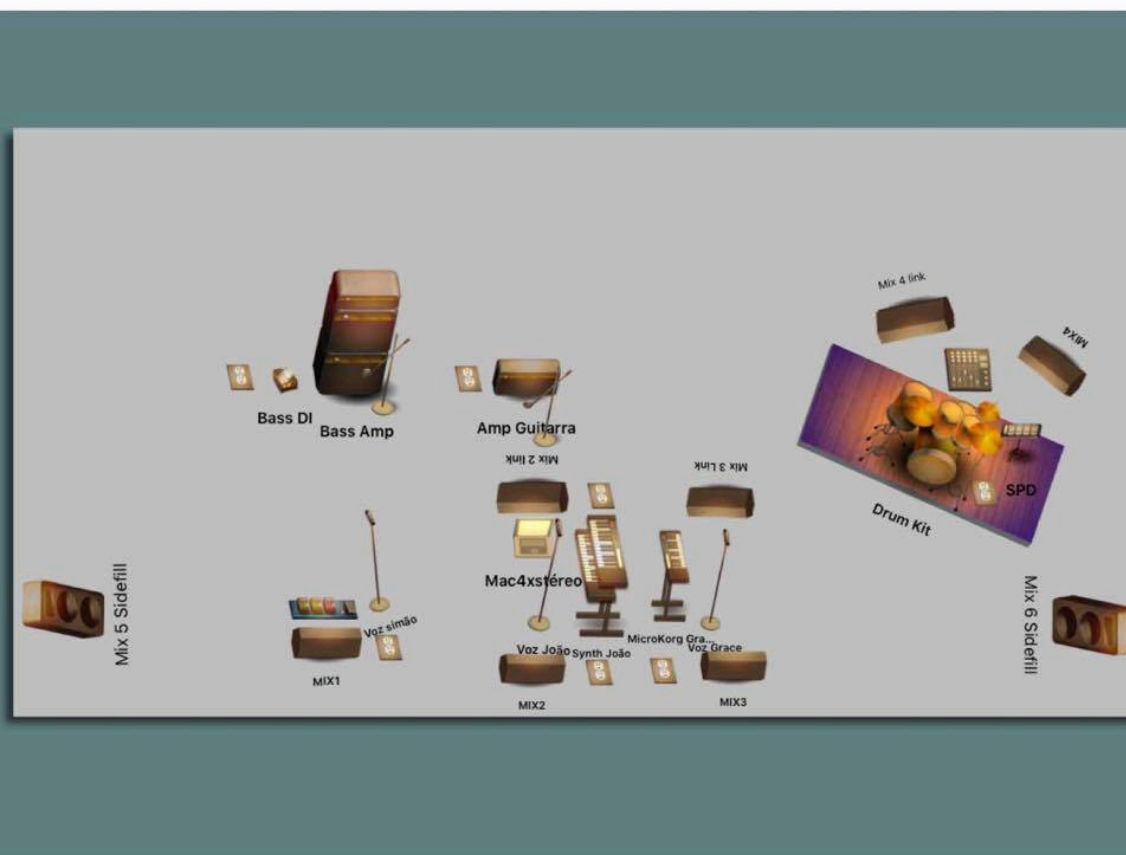 Mix 4 link
MIX4
Bass DI
Bass Amp
Amp Guitarra
Mix 2 link
Mix 3 Link
SPD
Drum Kit
Mix 5 Sidefill
Mac4xstéreo
Mix 6 Sidefill
Voz simão
Voz João
Synth João
MicroKorg Gra...
Voz Grace
MIX1
MIX2
MIX3